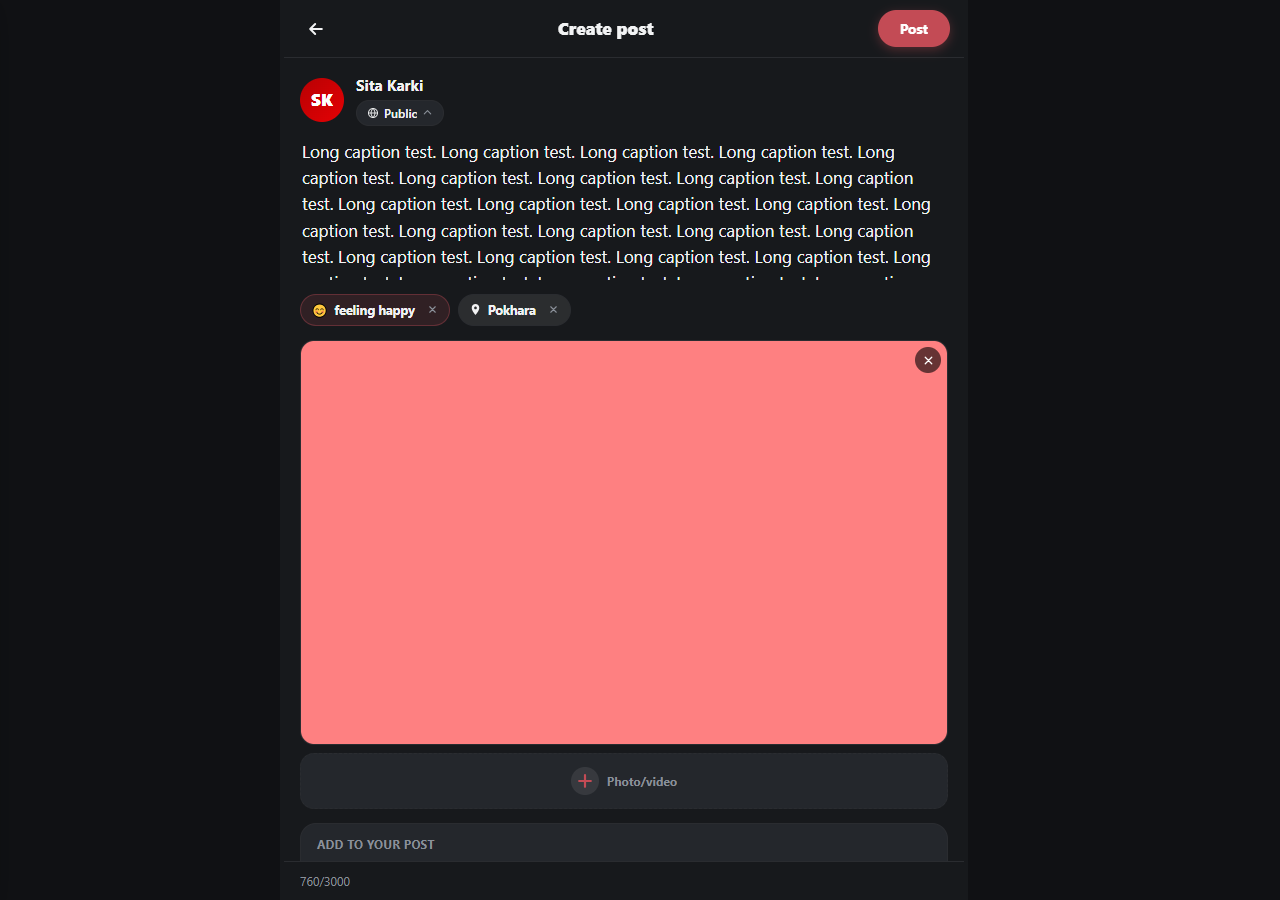 Create post
Post
SK
Sita Karki
Public
Long caption test. Long caption test. Long caption test. Long caption test. Long
caption test. Long caption test. Long caption test. Long caption test. Long caption
test. Long caption test. Long caption test. Long caption test. Long caption test. Long
caption test. Long caption test. Long caption test. Long caption test. Long caption
test. Long caption test. Long caption test. Long caption test. Long caption test. Long
feeling happy
Pokhara
Photo/video
ADD TO YOUR POST
760/3000